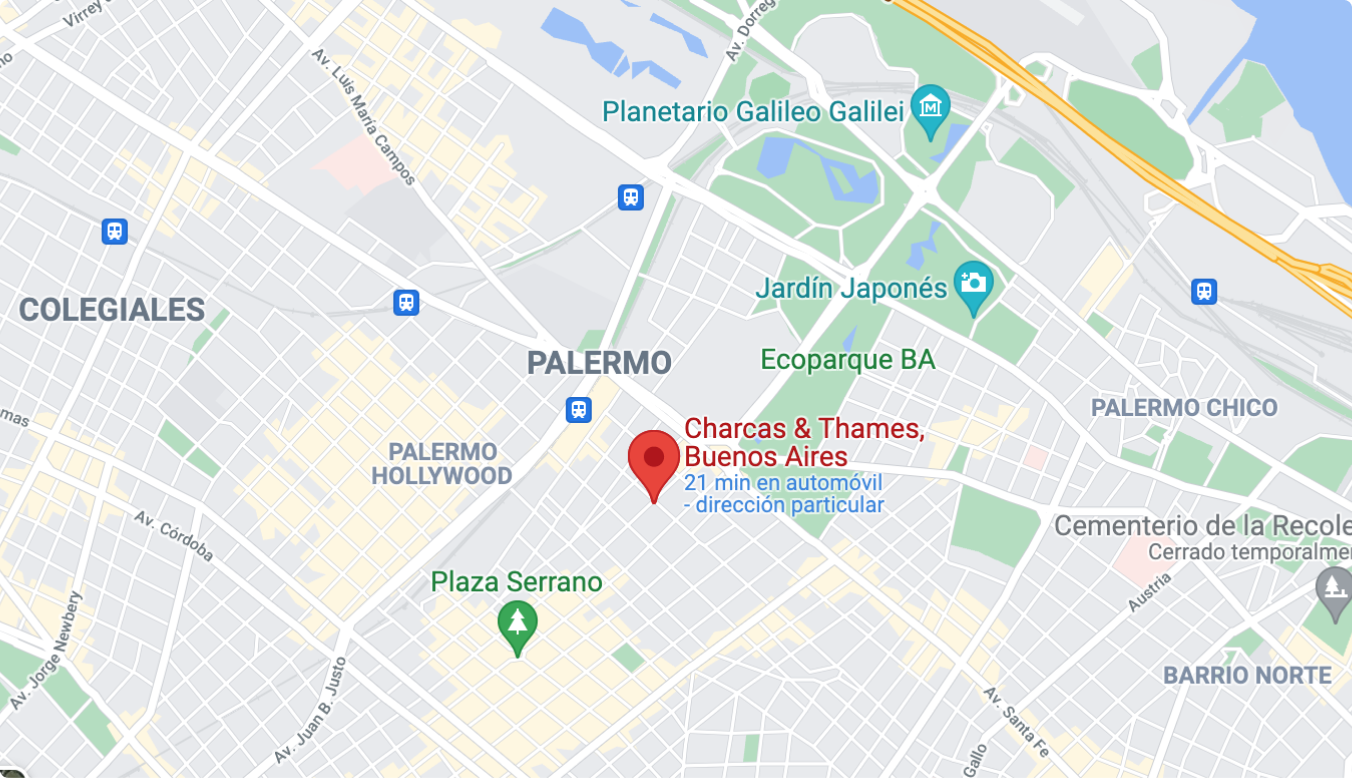 Virrey
Av. Dorreg
Av. Luis María Campos
Planetario Galileo Galilei
COLEGIALES
Jardín Japonés
PALERMO
Ecoparque BA
PALERMO CHICO
PALERMO
HOLLYWOOD
Charcas & Thames,
Buenos Aires
21 min en automóvil
- dirección particular
mas
Av. Córdoba
Cementerio de la Recole
Cerrado temporalmer
Plaza Serrano
Austria
Av. Jorge Newbery
Av. Juan B. Justo
BARRIO NORTE
Av. Santa Fe
Gallo